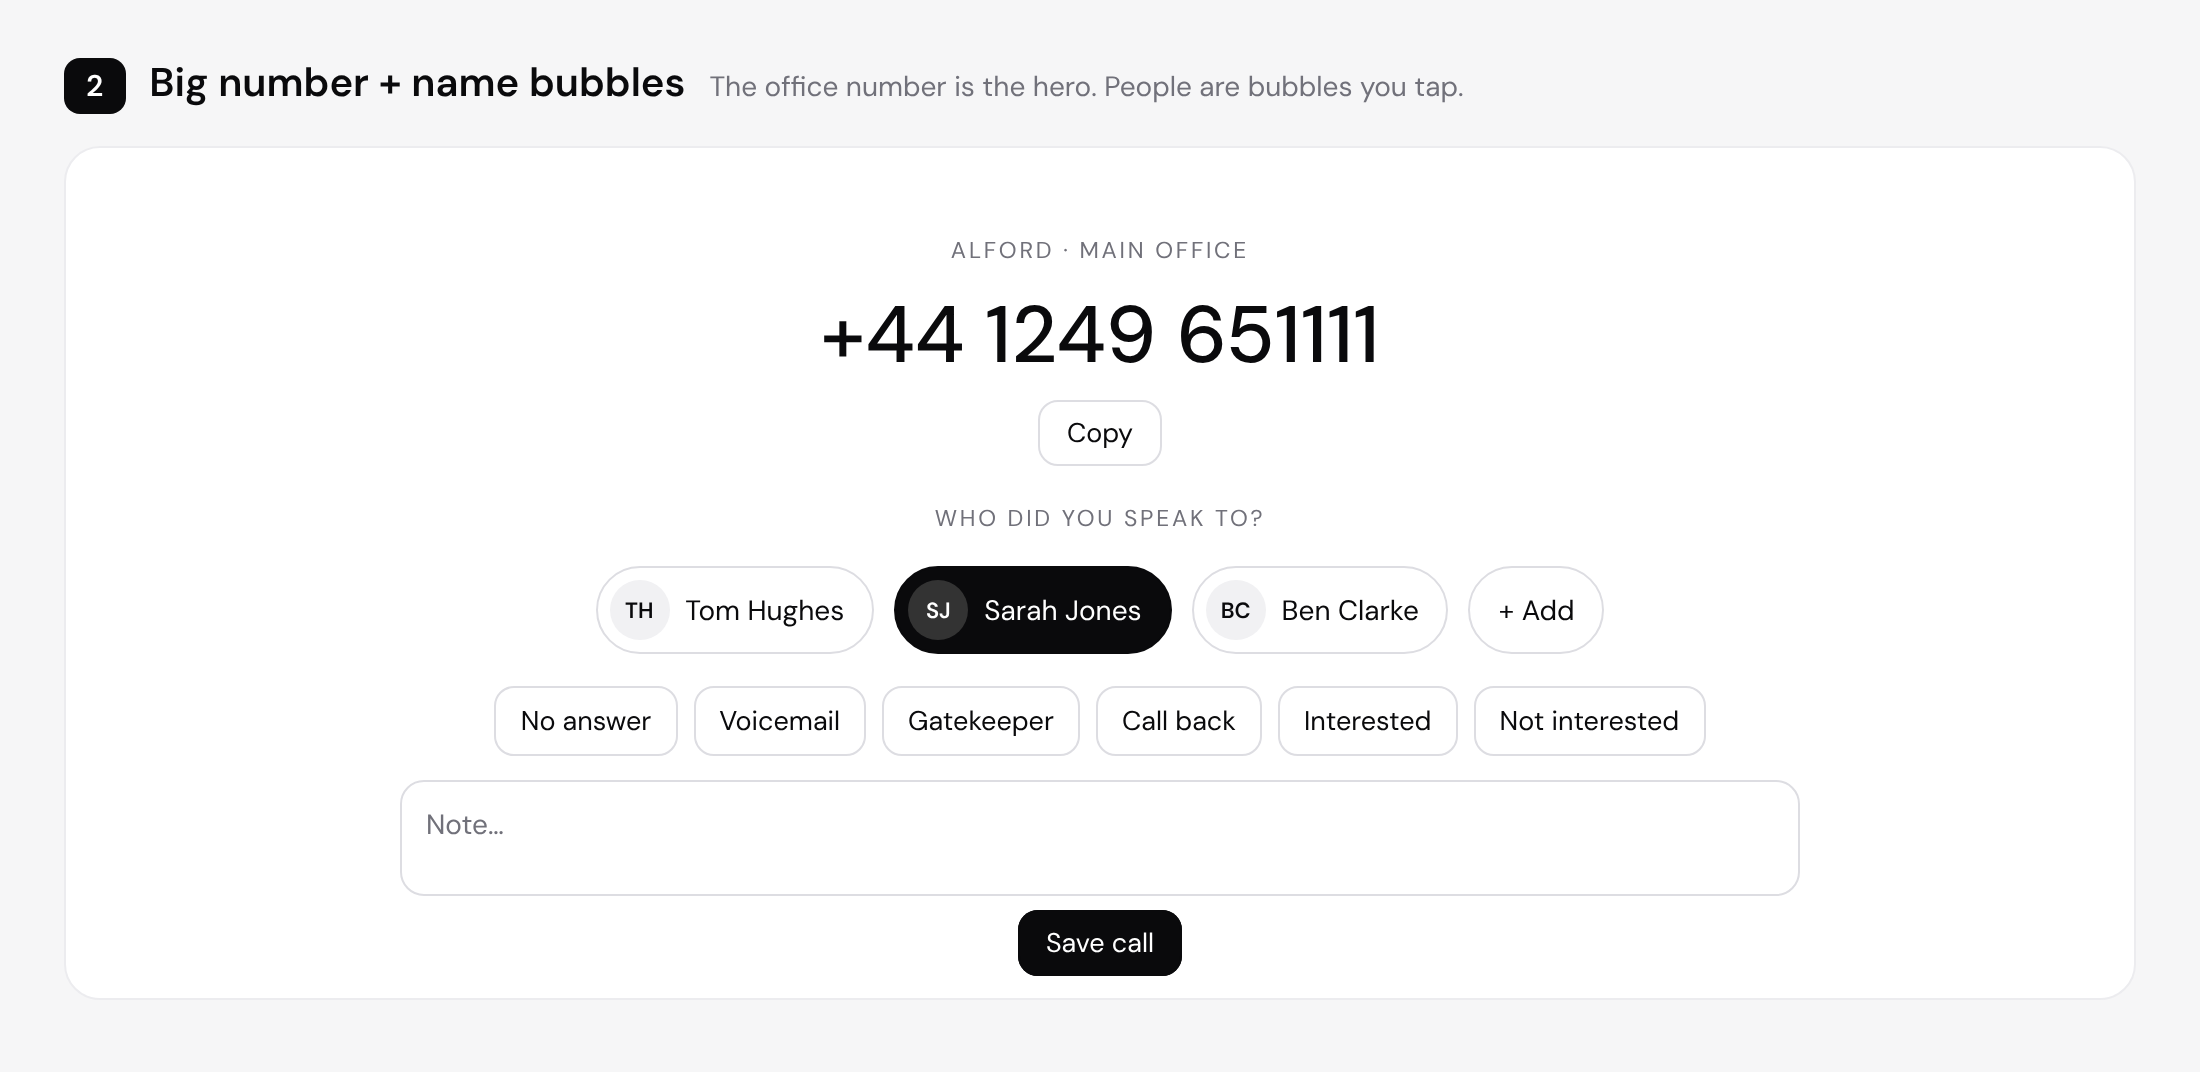 2 Big number + name bubbles The office number is the hero. People are bubbles you tap.
ALFORD · MAIN OFFICE
+44 1249 651111
Copy
WHO DID YOU SPEAK TO?
TH Tom Hughes SJ Sarah Jones BC Ben Clarke + Add
No answer Voicemail Gatekeeper Call back Interested Not interested
Note...
Save call